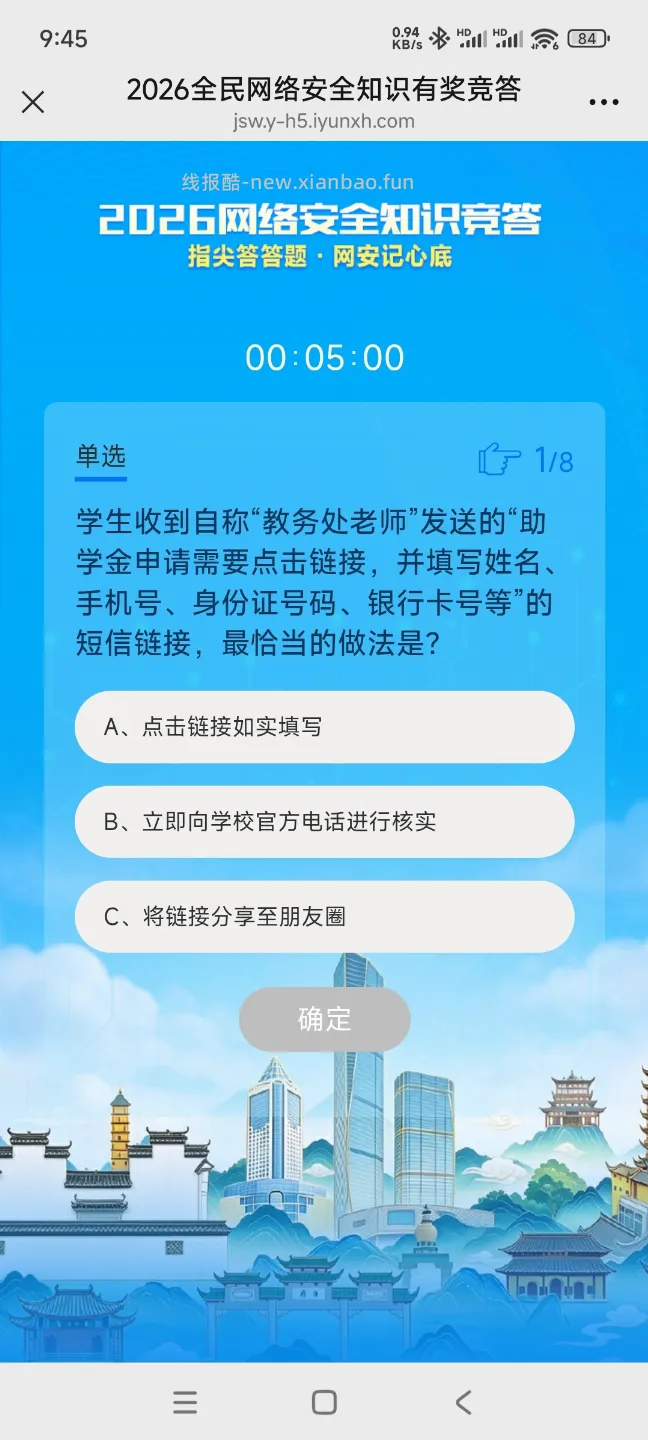 9:45
0.94
KB/s
HD
HD
6
84
2026全民网络安全知识有奖竞答
jswy-h5.iyunxh.com
线报酷-new.xianbao.fun
2026网络安全知识竞答
指尖答答题·网安记心底
00:05:00
单选
1/8
学生收到自称“教务处老师”发送的“助
学金申请需要点击链接，并填写姓名、
手机号、身份证号码、银行卡号等”的
短信链接，最恰当的做法是？
A、点击链接如实填写
B、立即向学校官方电话进行核实
C、将链接分享至朋友圈
确定